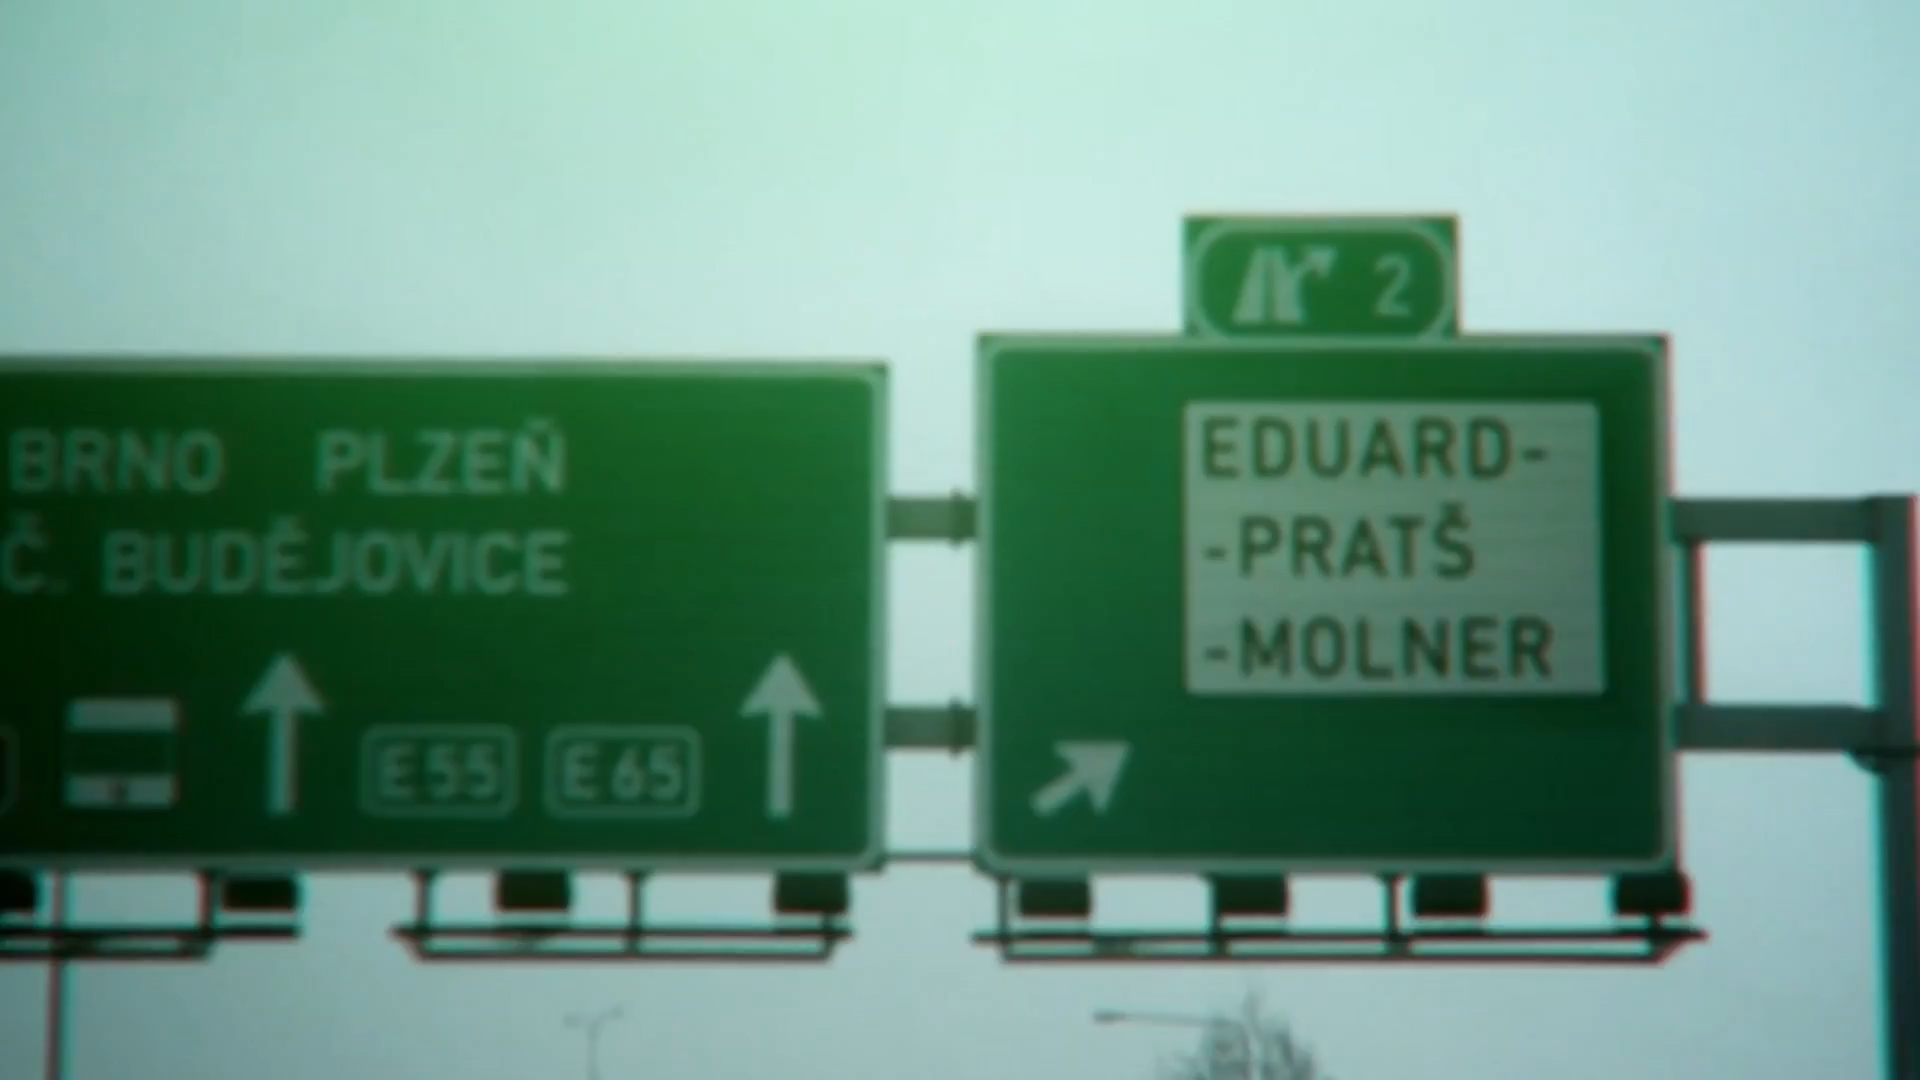 BRNO PLZEŇ
Č. BUDĚJOVICE
E55 E65
2
EDUARD-
-PRATŠ
-MOLNER